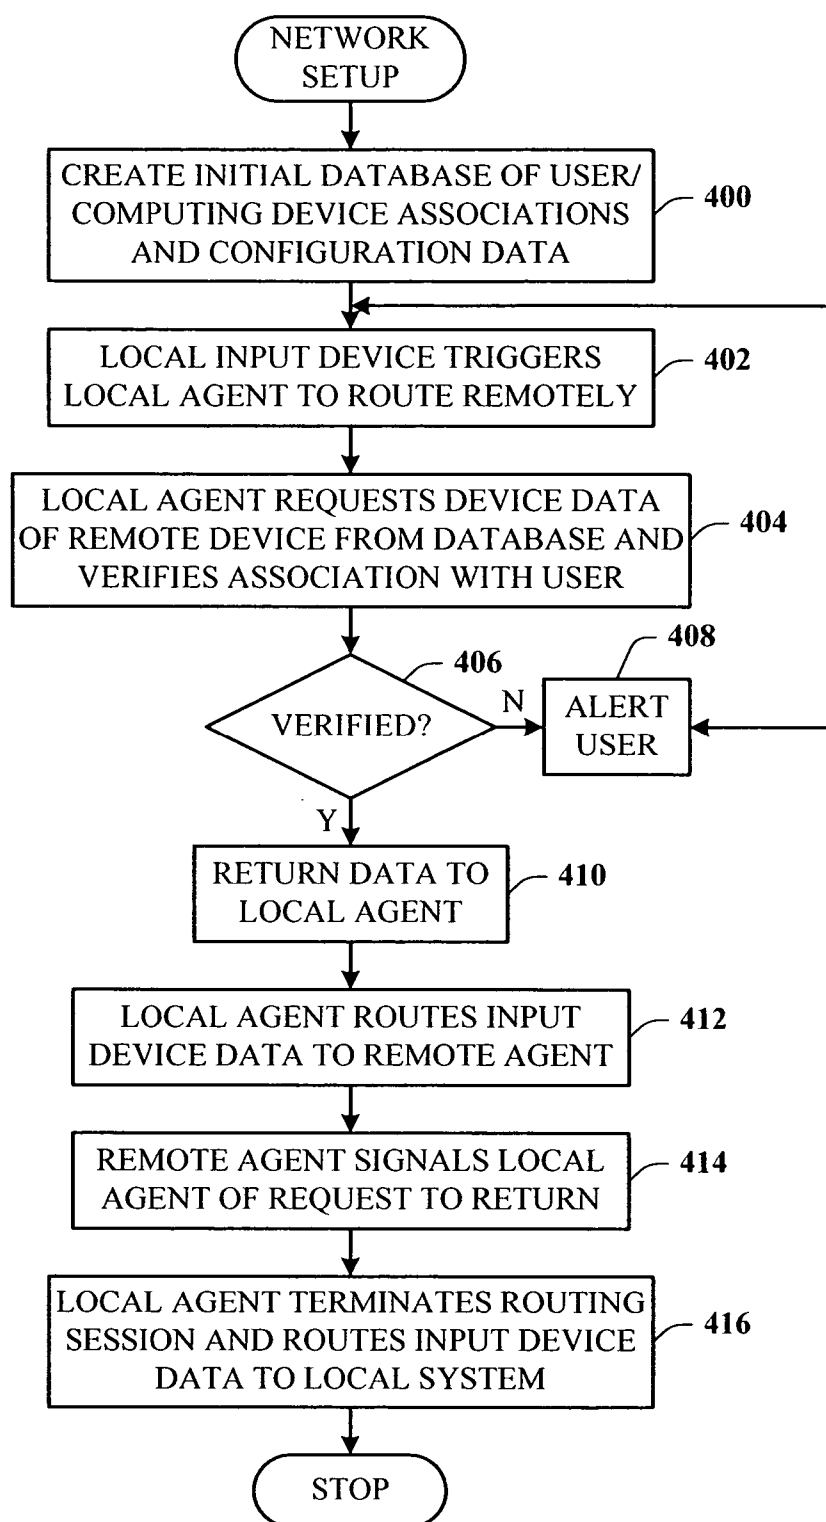 NETWORK
SETUP
CREATE INITIAL DATABASE OF USER/
COMPUTING DEVICE ASSOCIATIONS
AND CONFIGURATION DATA
400
LOCAL INPUT DEVICE TRIGGERS
LOCAL AGENT TO ROUTE REMOTELY
402
LOCAL AGENT REQUESTS DEVICE DATA
OF REMOTE DEVICE FROM DATABASE AND
VERIFIES ASSOCIATION WITH USER
404
VERIFIED?
406
N
ALERT
USER
408
Y
RETURN DATA TO
LOCAL AGENT
410
LOCAL AGENT ROUTES INPUT
DEVICE DATA TO REMOTE AGENT
412
REMOTE AGENT SIGNALS LOCAL
AGENT OF REQUEST TO RETURN
414
LOCAL AGENT TERMINATES ROUTING
SESSION AND ROUTES INPUT DEVICE
DATA TO LOCAL SYSTEM
416
STOP